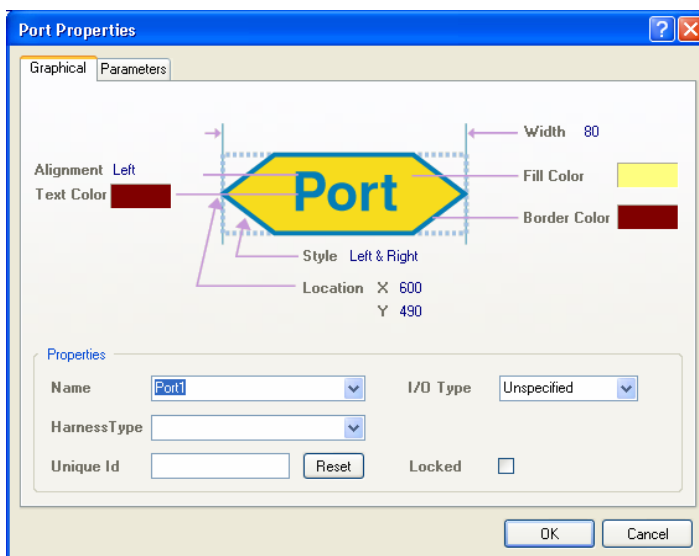 Port Properties
Graphical Parameters
Width 80
Alignment Left
Fill Color
Text Color
Port
Border Color
Style Left & Right
Location X 600
Y 490
Properties
Name Port1 I/O Type Unspecified
HarnessType
Unique Id Reset Locked
OK Cancel